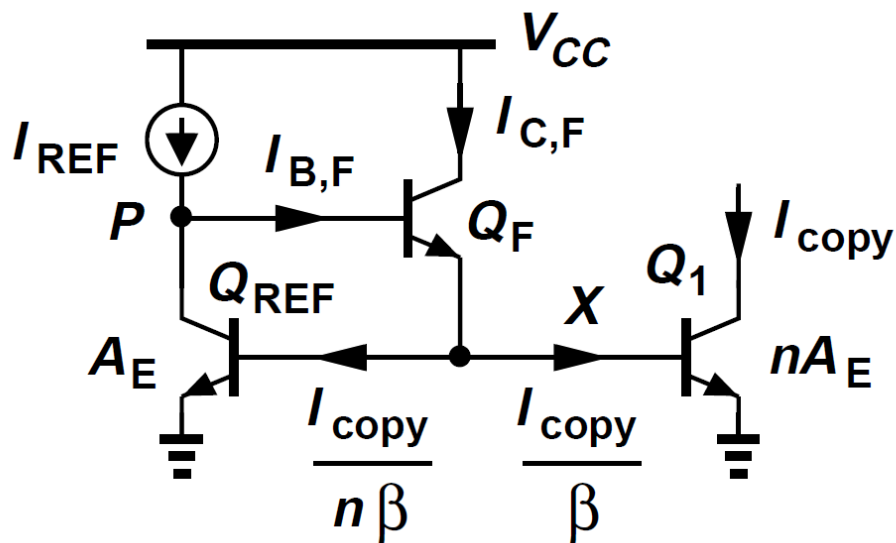 V_CC
I_REF
I_B,F
I_C,F
P
Q_F
I_copy
Q_REF
X
Q_1
A_E
nA_E
I_copy
nβ
I_copy
β